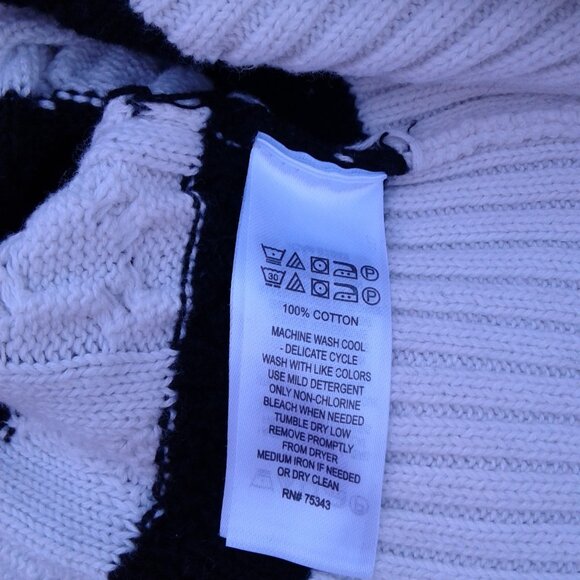 30
100% COTTON
MACHINE WASH COOL
- DELICATE CYCLE
WASH WITH LIKE COLORS
USE MILD DETERGENT
ONLY NON-CHLORINE
BLEACH WHEN NEEDED
TUMBLE DRY LOW
REMOVE PROMPTLY
FROM DRYER
MEDIUM IRON IF NEEDED
OR DRY CLEAN
RN# 75343